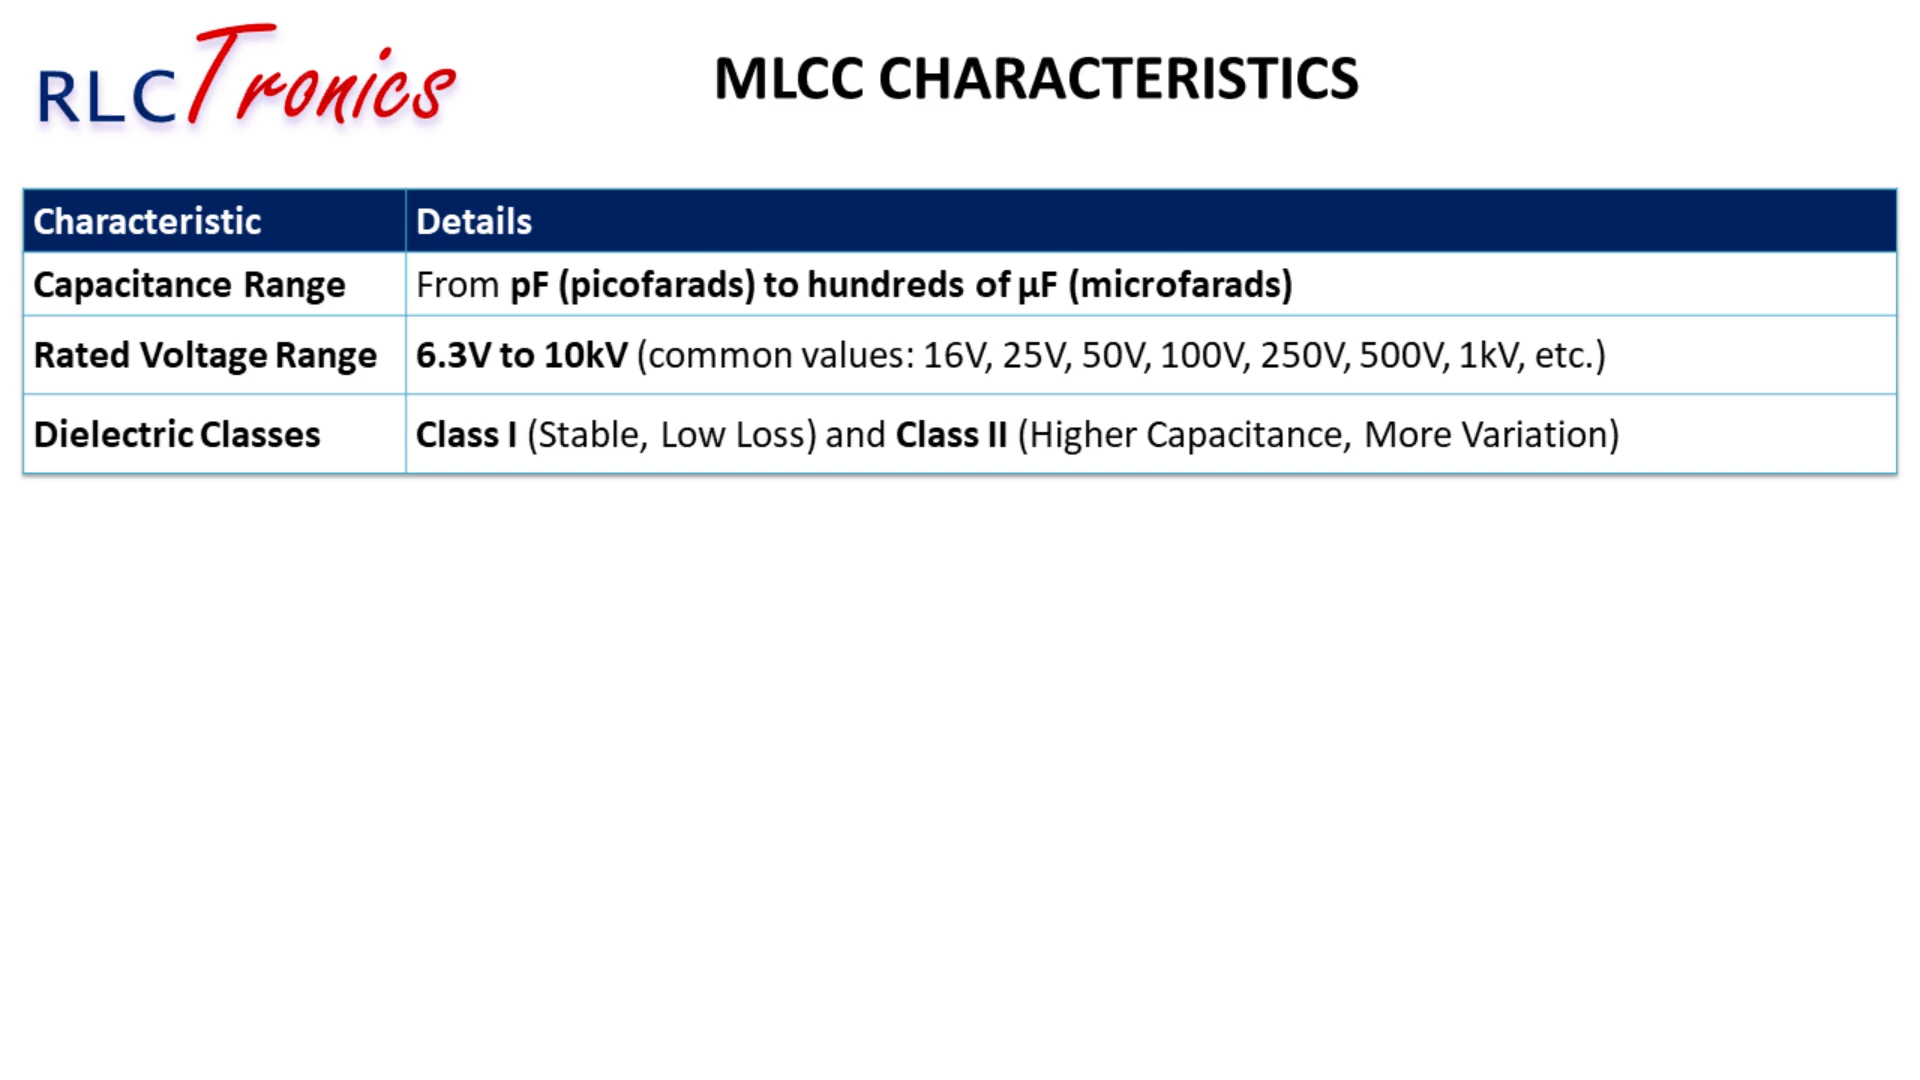 RLCTronics
MLCC CHARACTERISTICS
Characteristic Details
Capacitance Range From pF (picofarads) to hundreds of µF (microfarads)
Rated Voltage Range 6.3V to 10kV (common values: 16V, 25V, 50V, 100V, 250V, 500V, 1kV, etc.)
Dielectric Classes Class I (Stable, Low Loss) and Class II (Higher Capacitance, More Variation)